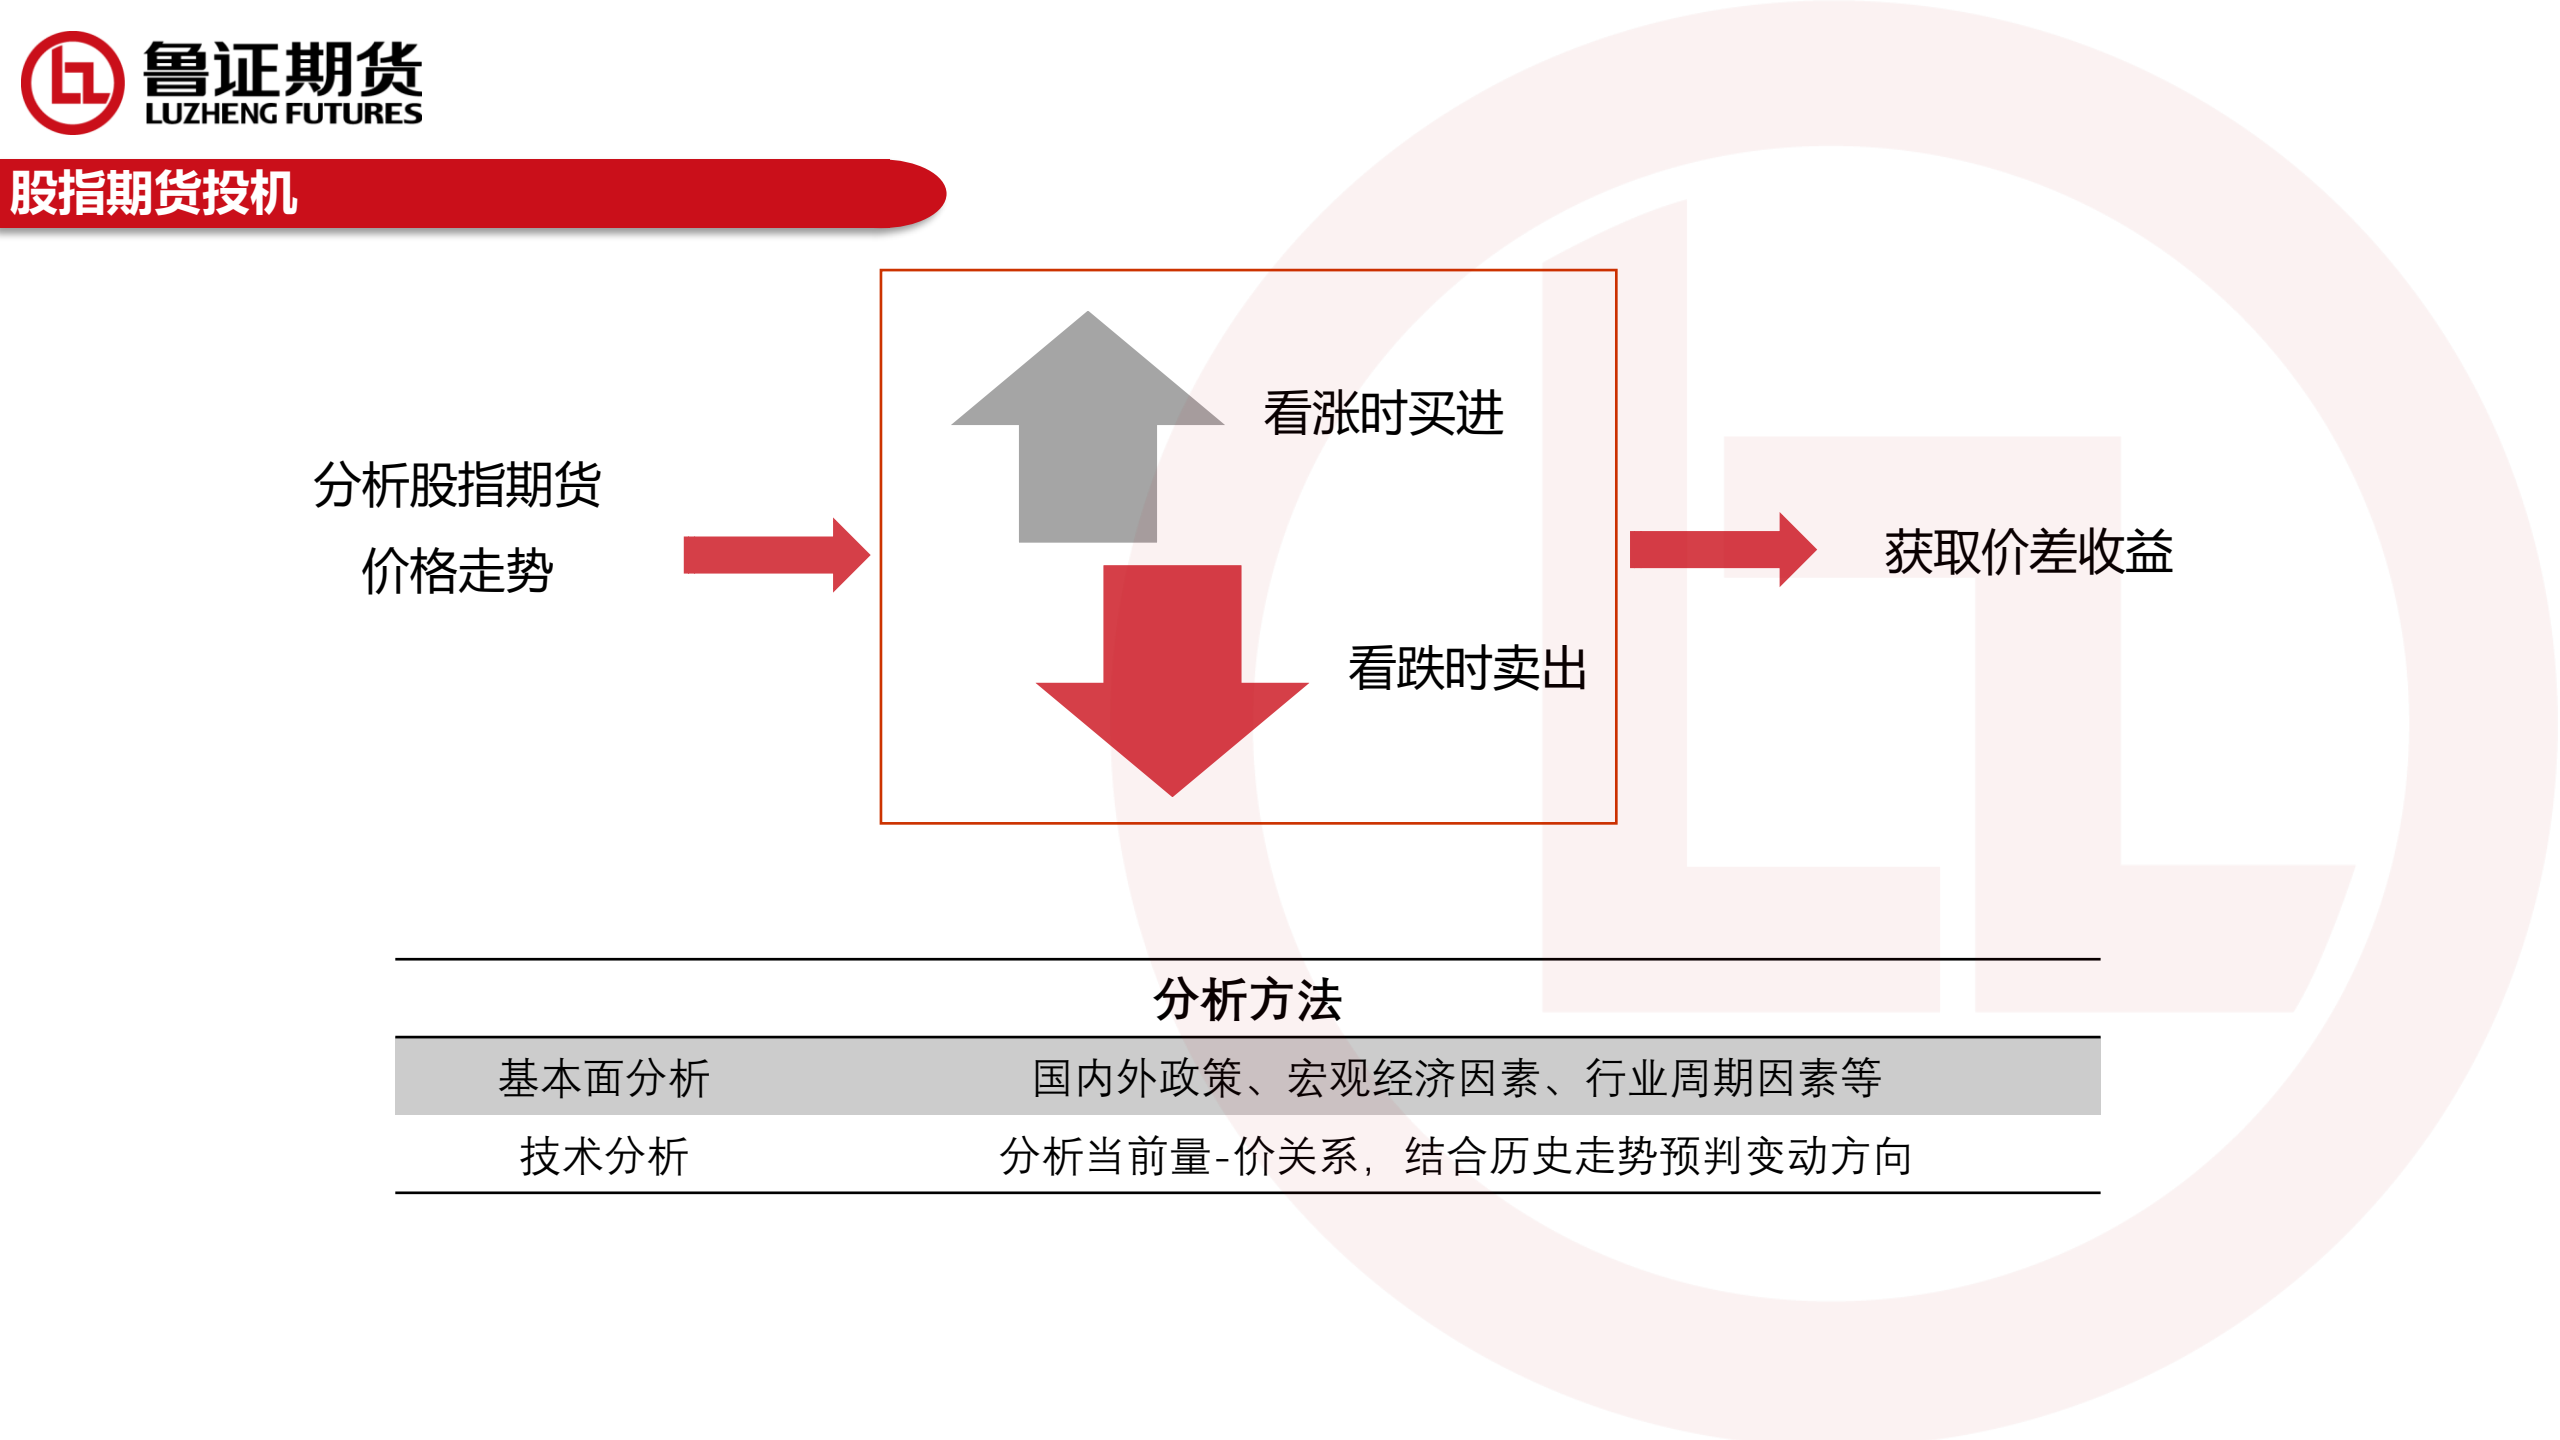 鲁证期货
LUZHENG FUTURES
股指期货投机
分析股指期货
价格走势
看涨时买进
看跌时卖出
获取价差收益
分析方法
基本面分析 国内外政策、宏观经济因素、行业周期因素等
技术分析 分析当前量-价关系，结合历史走势预判变动方向